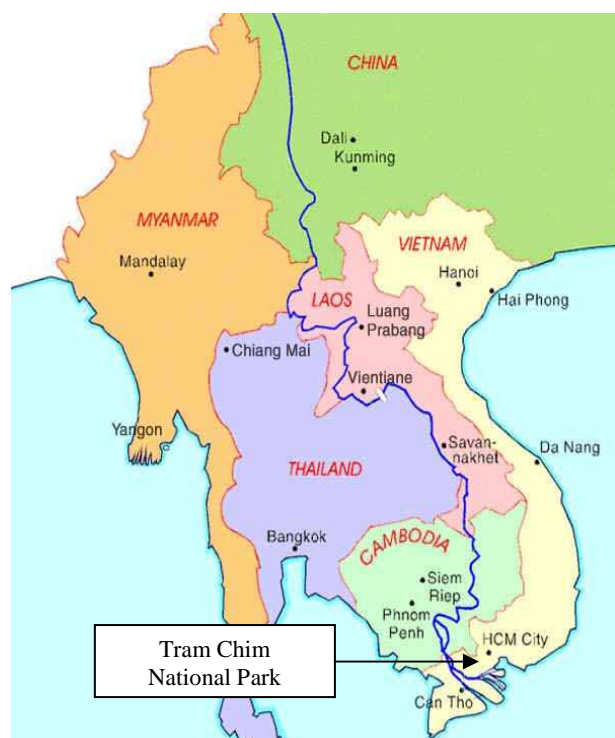 CHINA
Dali
Kunming
MYANMAR
Mandalay
VIETNAM
Hanoi
Hai Phong
LAOS
Luang
Prabang
Chiang Mai
Vientiane
Yangon
Savan-
nakhet
Da Nang
THAILAND
Bangkok
CAMBODIA
Siem
Riep
Phnom
Penh
HCM City
Tram Chim
National Park
Can Tho